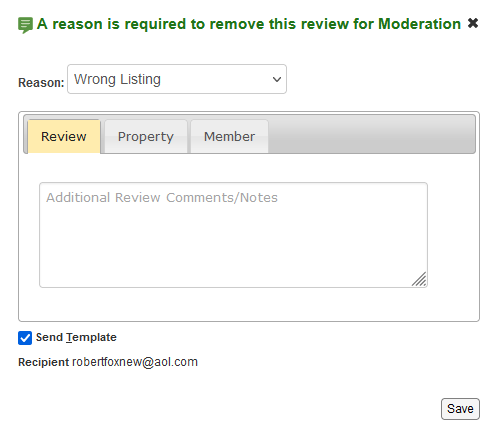 A reason is required to remove this review for Moderation ✖
Reason: Wrong Listing
Review Property Member
Additional Review Comments/Notes
Send Template
Recipient robertfoxnew@aol.com
Save